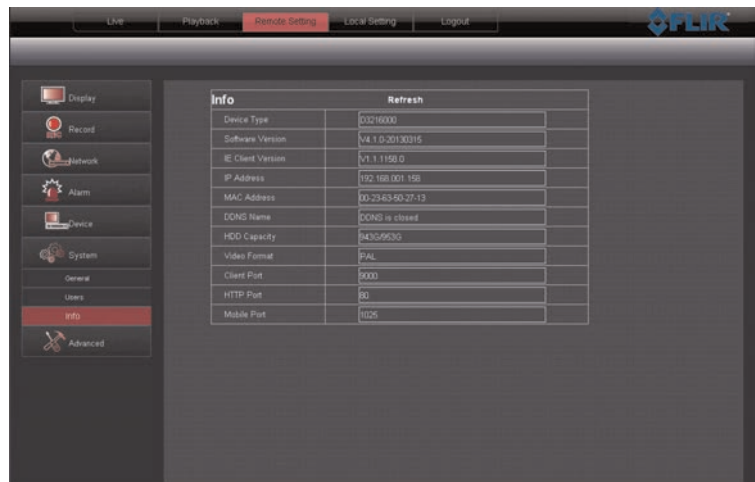 Live Playback Remote Setting Local Setting Logout
FLIR
Display
Record
REC
Network
Alarm
Device
System
General
Users
Info
Advanced
Info Refresh
Device Type D3216000
Software Version V4.1.0-20130315
IE Client Version V1.1.1158.0
IP Address 192.168.001.158
MAC Address 00-23-63-50-27-13
DDNS Name DDNS is closed
HDD Capacity 943G/953G
Video Format PAL
Client Port 9000
HTTP Port 80
Mobile Port 1025